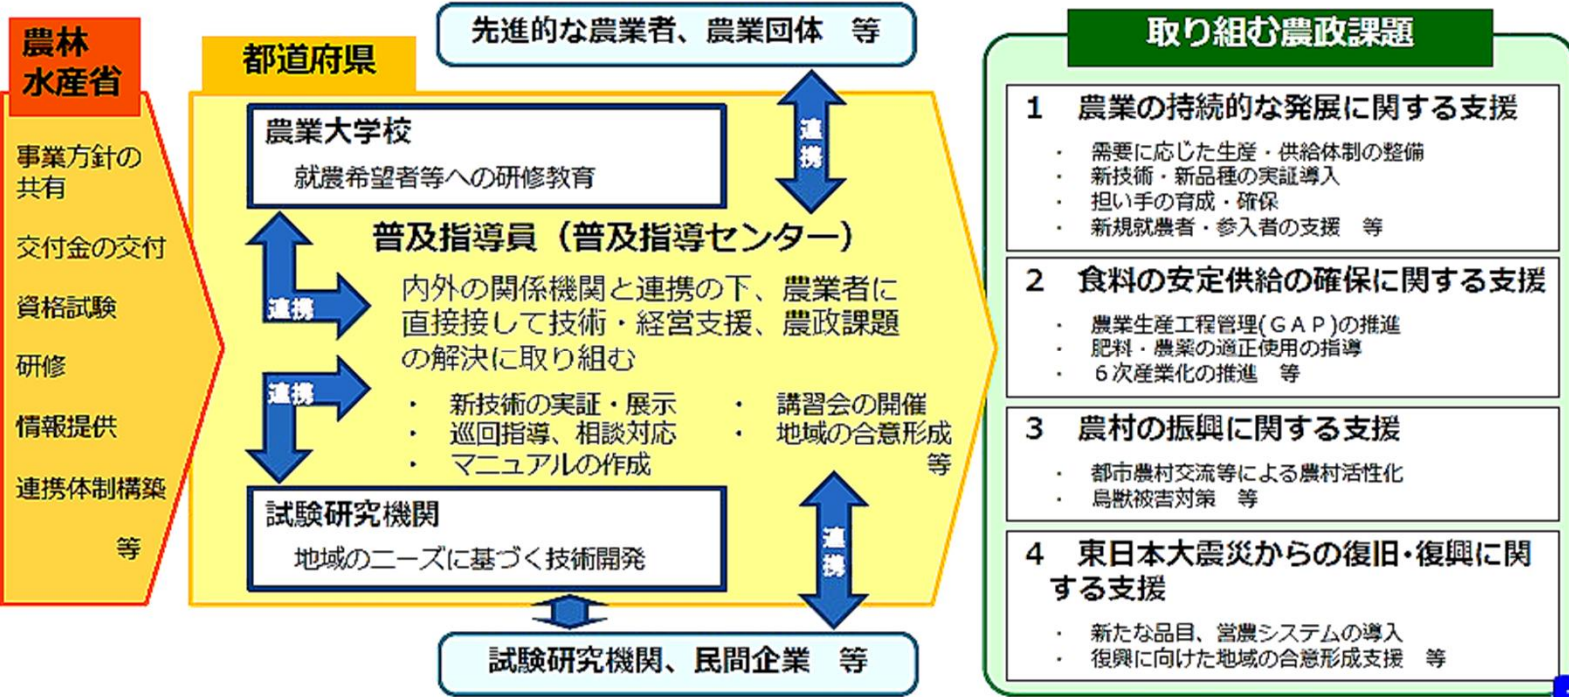 農林
水産省
事業方針の
共有
交付金の交付
資格試験
研修
情報提供
連携体制構築
等
都道府県
先進的な農業者、農業団体　等
連携
農業大学校
就農希望者等への研修教育
普及指導員（普及指導センター）
連携
内外の関係機関と連携の下、農業者に
直接接して技術・経営支援、農政課題
の解決に取り組む
連携
・　新技術の実証・展示
・　巡回指導、相談対応
・　マニュアルの作成
・　講習会の開催
・　地域の合意形成
等
試験研究機関
地域のニーズに基づく技術開発
連携
試験研究機関、民間企業　等
取り組む農政課題
1　農業の持続的な発展に関する支援
・　需要に応じた生産・供給体制の整備
・　新技術・新品種の実証導入
・　担い手の育成・確保
・　新規就農者・参入者の支援　等
2　食料の安定供給の確保に関する支援
・　農業生産工程管理(ＧＡＰ)の推進
・　肥料・農薬の適正使用の指導
・　６次産業化の推進　等
3　農村の振興に関する支援
・　都市農村交流等による農村活性化
・　鳥獣被害対策　等
4　東日本大震災からの復旧・復興に関
する支援
・　新たな品目、営農システムの導入
・　復興に向けた地域の合意形成支援　等